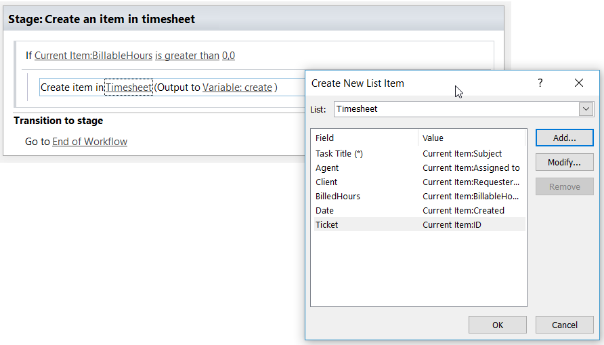 Stage: Create an item in timesheet
If Current Item:BillableHours is greater than 0,0
Create item in Timesheet (Output to Variable: create )
Transition to stage
Go to End of Workflow
Create New List Item ?
List: Timesheet
Field Value
Task Title (*) Current Item:Subject
Agent Current Item:Assigned to
Client Current Item:Requester...
BilledHours Current Item:BillableHo...
Date Current Item:Created
Ticket Current Item:ID
Add...
Modify...
Remove
OK Cancel